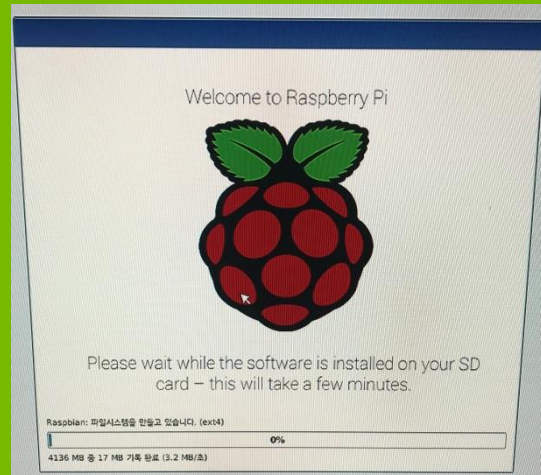 Welcome to Raspberry Pi
Please wait while the software is installed on your SD
card – this will take a few minutes.
Raspbian: 파일시스템을 만들고 있습니다. (ext4)
0%
4136 MB 중 17 MB 기록 완료 (3.2 MB/초)